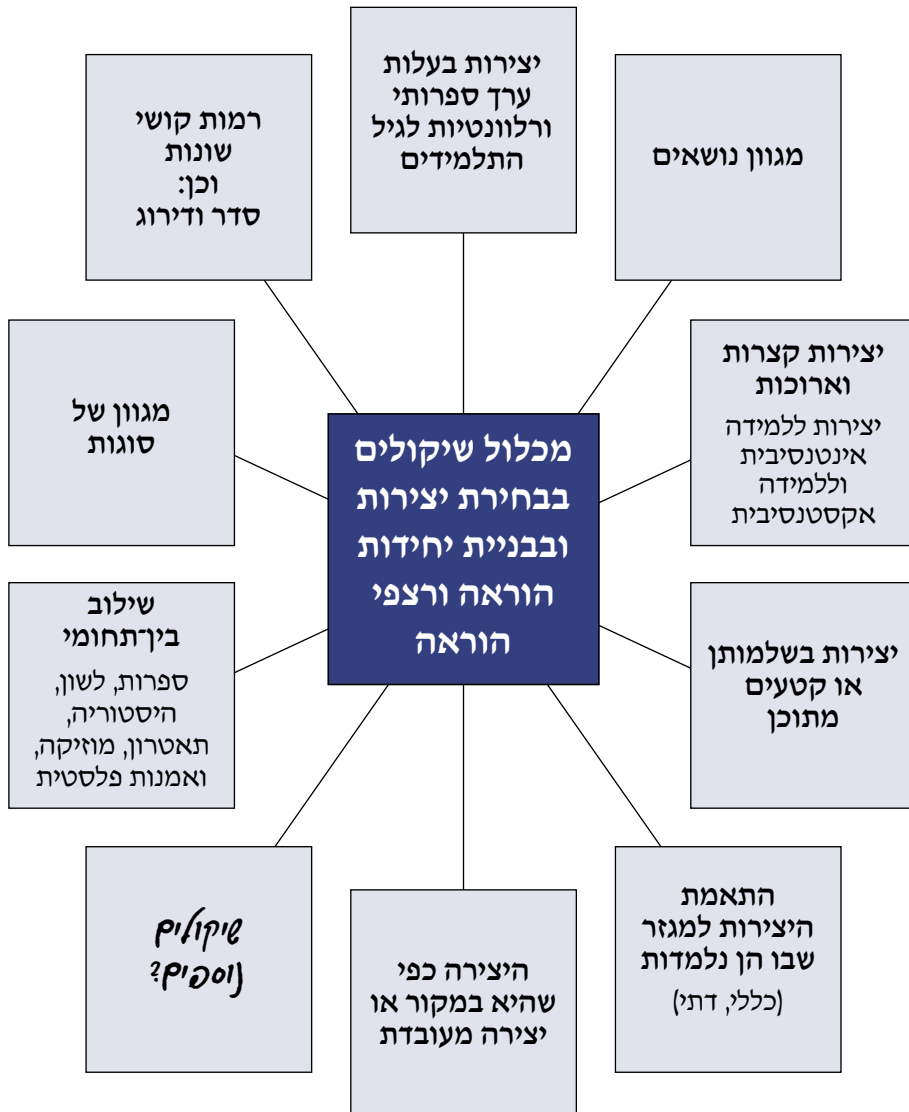 יצירות בעלות
ערך ספרותי
ורלוונטיות לגיל
התלמידים
מגוון נושאים
יצירות קצרות
וארוכות
יצירות ללמידה
אינטנסיבית
וללמידה
אקסטנסיבית
יצירות בשלמותן
או קטעים
מתוכן
התאמת
היצירות למגזר
שבו הן נלמדות
(כללי, דתי)
היצירה כפי
שהיא במקור או
יצירה מעובדת
שיקולים
נוספים?
שילוב
בין־תחומי
ספרות, לשון,
היסטוריה,
תאטרון, מוזיקה,
ואמנות פלסטית
מגוון של
סוגות
רמות קושי
שונות
וכן:
סדר ודירוג
מכלול שיקולים
בבחירת יצירות
ובבניית יחידות
הוראה ורצפי
הוראה